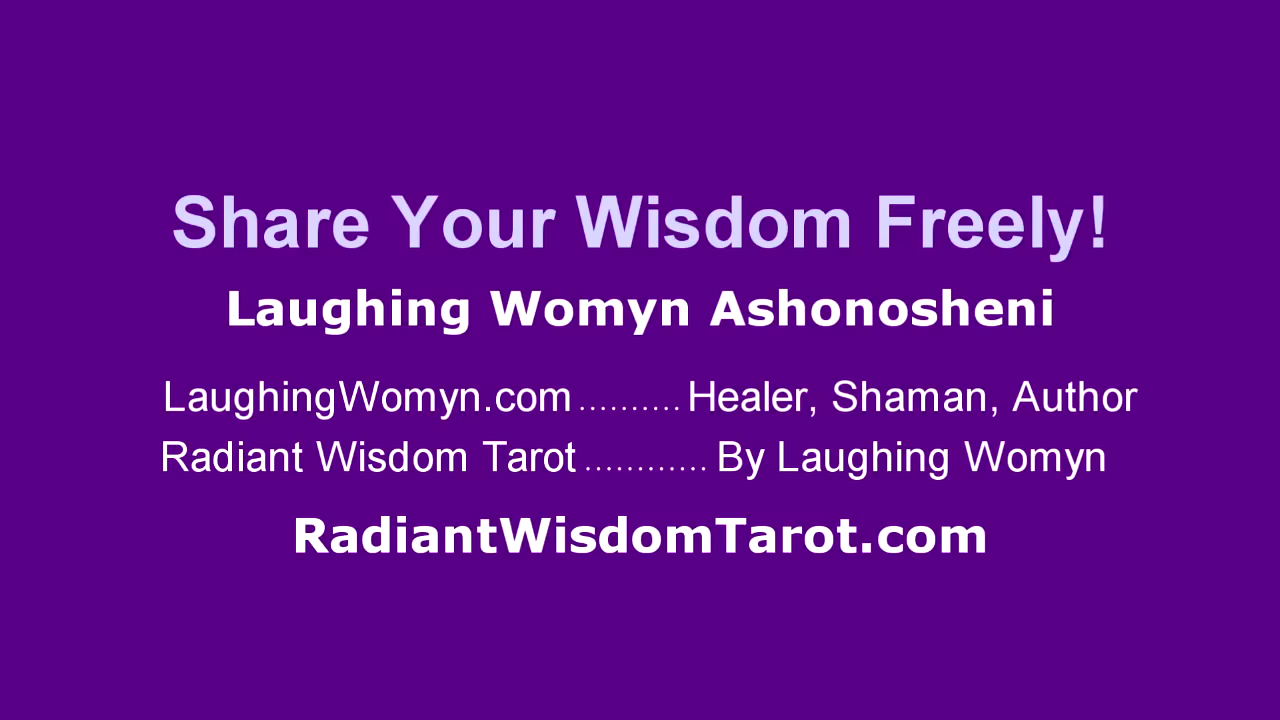 Share Your Wisdom Freely!
Laughing Womyn Ashonosheni
LaughingWomyn.com .......... Healer, Shaman, Author
Radiant Wisdom Tarot ............ By Laughing Womyn
RadiantWisdomTarot.com